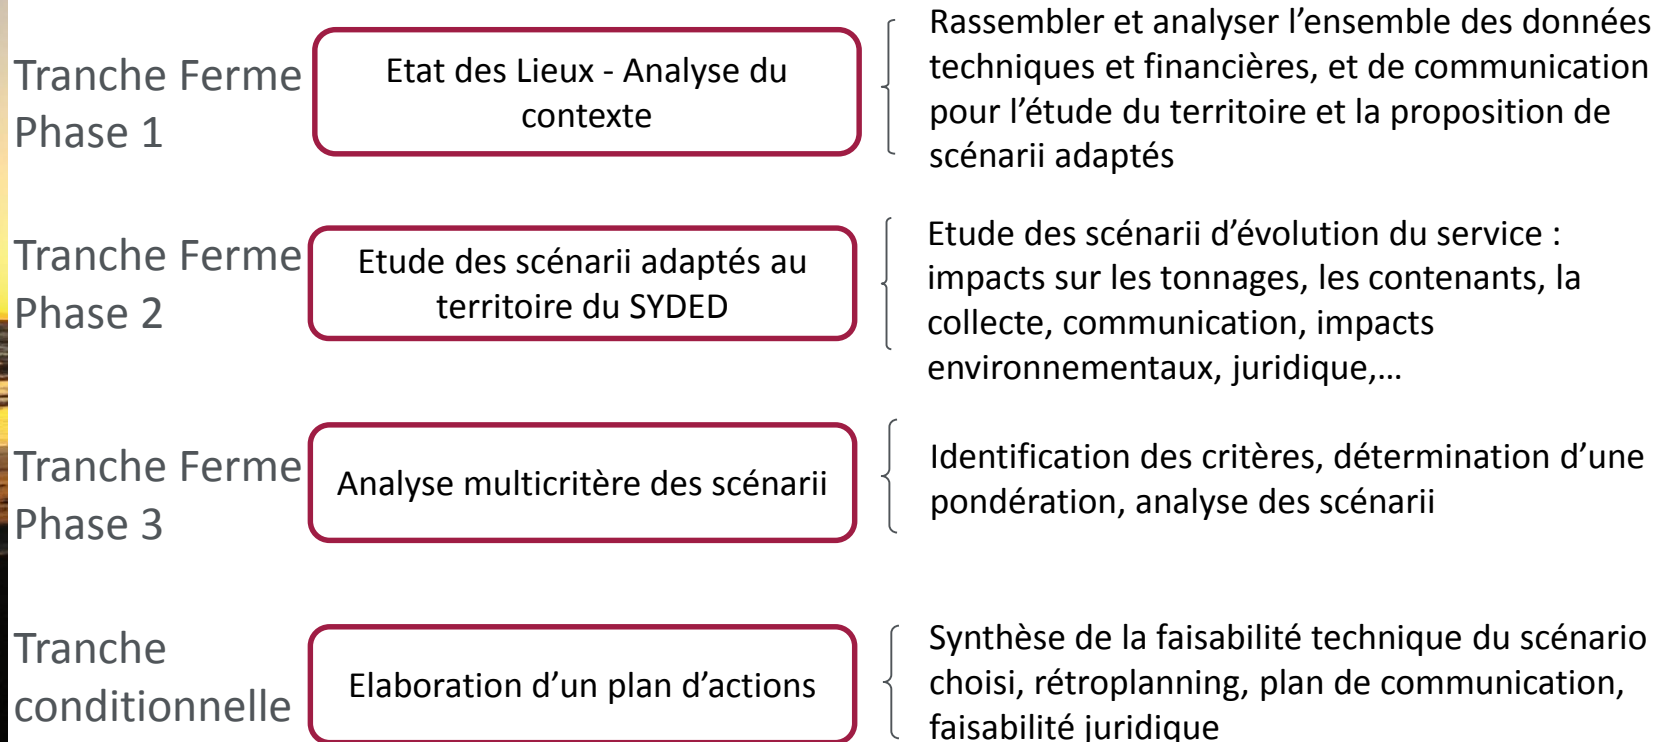 Tranche Ferme
Phase 1
Etat des Lieux - Analyse du
contexte
Rassembler et analyser l’ensemble des données
techniques et financières, et de communication
pour l’étude du territoire et la proposition de
scénarii adaptés
Tranche Ferme
Phase 2
Etude des scénarii adaptés au
territoire du SYDED
Etude des scénarii d’évolution du service :
impacts sur les tonnages, les contenants, la
collecte, communication, impacts
environnementaux, juridique,…
Tranche Ferme
Phase 3
Analyse multicritère des scénarii
Identification des critères, détermination d’une
pondération, analyse des scénarii
Tranche
conditionnelle
Elaboration d’un plan d’actions
Synthèse de la faisabilité technique du scénario
choisi, rétroplanning, plan de communication,
faisabilité juridique